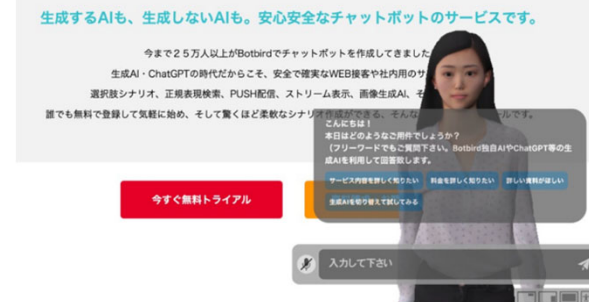 生成するAIも、生成しないAIも。安心安全なチャットボットのサービスです。
今まで２５万人以上がBotbirdでチャットボットを作成してきました
生成AI・ChatGPTの時代だからこそ、安全で確実なWEB接客や社内用のサ
選択肢シナリオ、正規表現検索、PUSH配信、ストリーム表示、画像生成AI、そ
誰でも無料で登録して気軽に始め、そして驚くほど柔軟なシナリオ作成ができる、そんな
ルです。
こんにちは！
本日はどのようなご用件でしょうか？
（フリーワードでもご質問下さい。Botbird独自AIやChatGPT等の生
成AIを利用して回答致します。
サービス内容を詳しく知りたい 料金を詳しく知りたい 詳しい資料がほしい
生成AIを切り替えて試してみる
今すぐ無料トライアル
入力して下さい